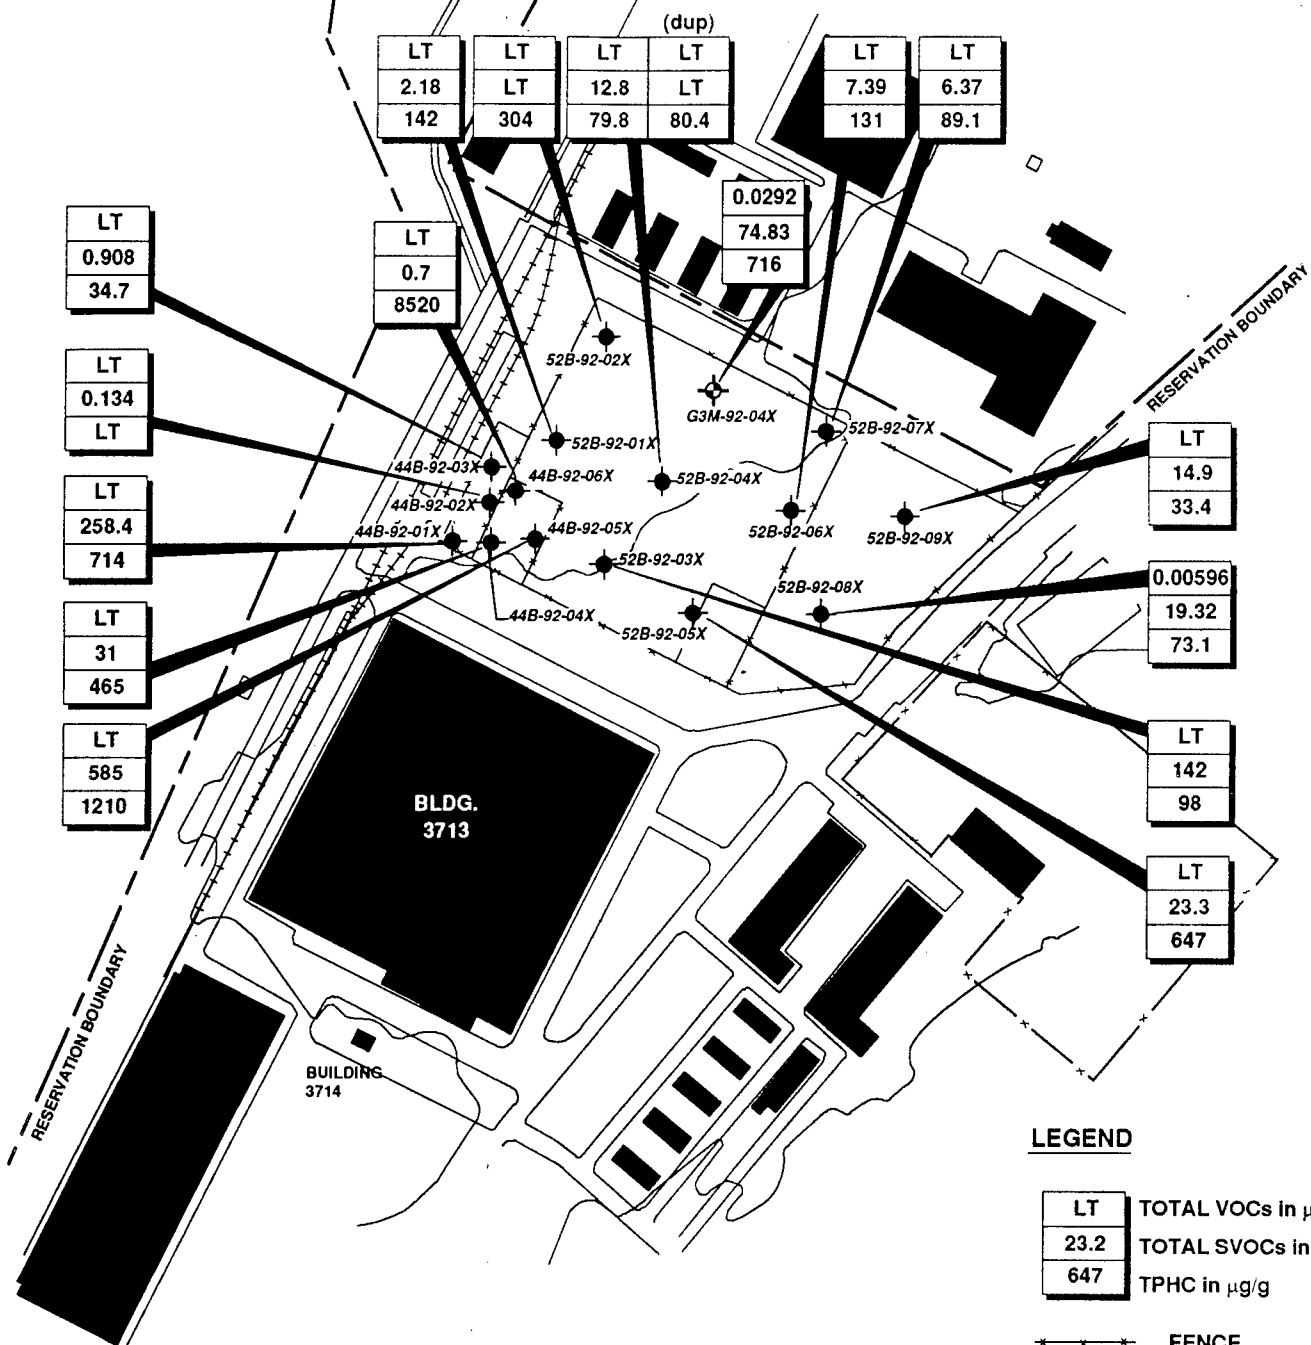 (dup)
LT
2.18
142
LT
LT
304
LT
12.8
79.8
LT
LT
80.4
LT
7.39
131
LT
6.37
89.1
0.0292
74.83
716
LT
0.908
34.7
LT
0.7
8520
LT
0.134
LT
LT
258.4
714
LT
31
465
LT
585
1210
LT
14.9
33.4
0.00596
19.32
73.1
LT
142
98
LT
23.3
647
RESERVATION BOUNDARY
52B-92-02X
G3M-92-04X
52B-92-01X
52B-92-07X
44B-92-03X
44B-92-06X
52B-92-04X
44B-92-02X
44B-92-01X
44B-92-05X
52B-92-06X
52B-92-09X
52B-92-03X
52B-92-08X
44B-92-04X
52B-92-05X
BLDG.
3713
RESERVATION BOUNDARY
BUILDING
3714
LEGEND
LT
23.2
647
TOTAL VOCs in μ
TOTAL SVOCs in
TPHC in μg/g
FENCE